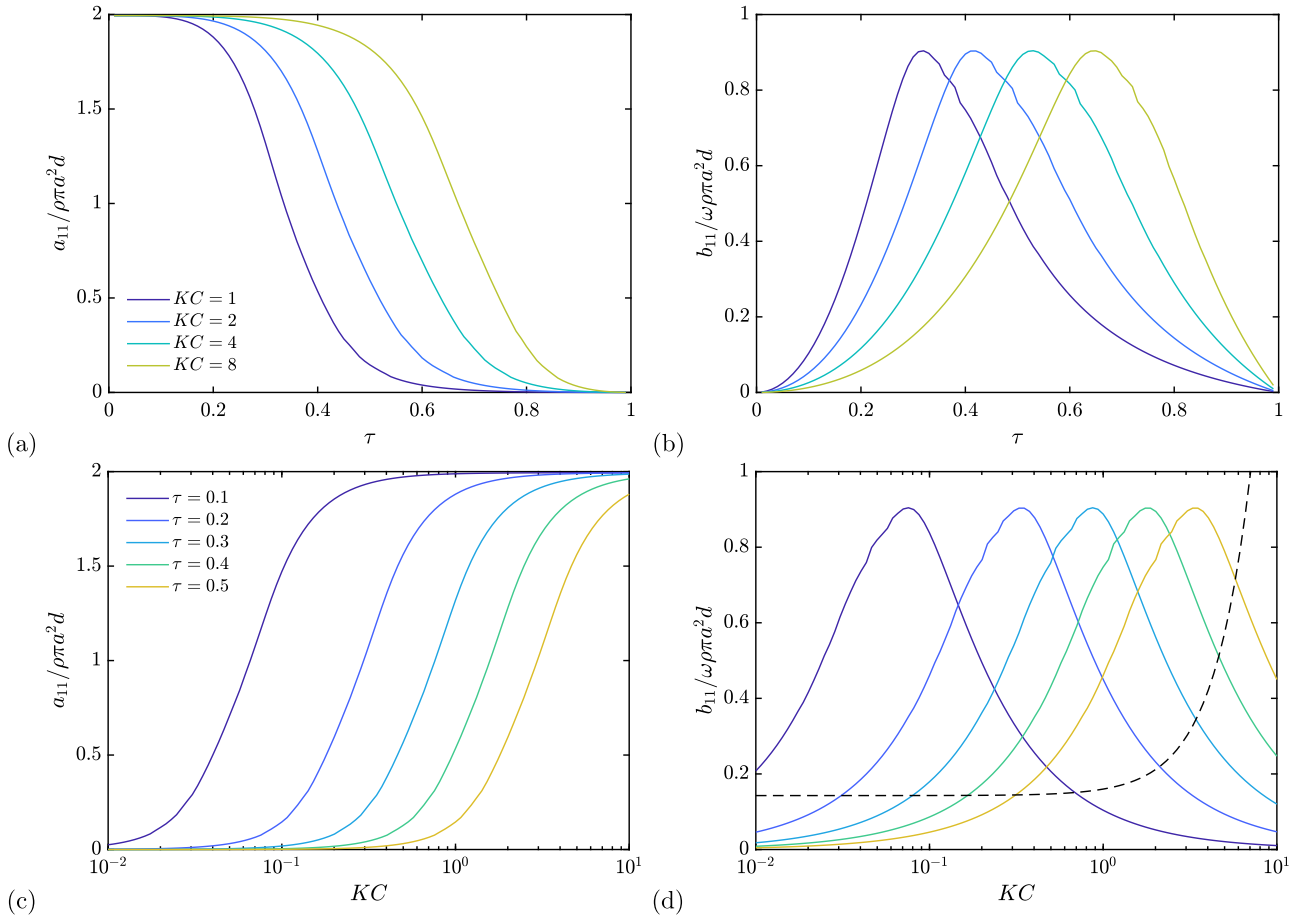 2
1.5
1
0.5
0
a₁₁/ρπa²d
KC = 1
KC = 2
KC = 4
KC = 8
0 0.2 0.4 0.6 0.8 1
τ
(a)
1
0.8
0.6
0.4
0.2
0
b₁₁/ωρπa²d
0 0.2 0.4 0.6 0.8 1
τ
(b)
2
1.5
1
0.5
0
a₁₁/ρπa²d
τ = 0.1
τ = 0.2
τ = 0.3
τ = 0.4
τ = 0.5
10⁻² 10⁻¹ 10⁰ 10¹
KC
(c)
1
0.8
0.6
0.4
0.2
0
b₁₁/ωρπa²d
10⁻² 10⁻¹ 10⁰ 10¹
KC
(d)